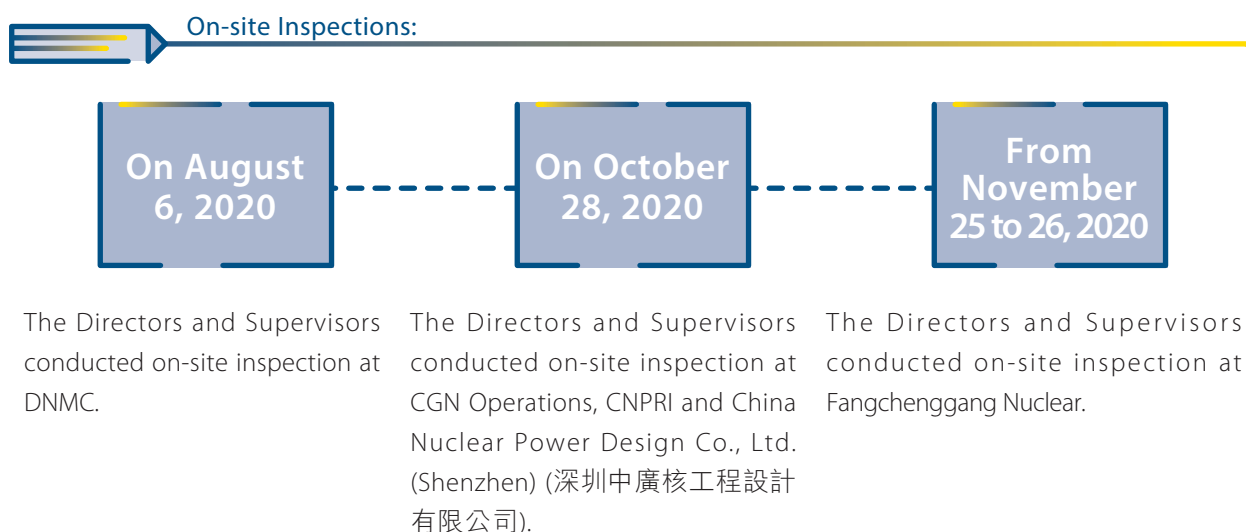 On-site Inspections:
On August
6, 2020
On October
28, 2020
From
November
25 to 26, 2020
The Directors and Supervisors
conducted on-site inspection at
DNMC.
The Directors and Supervisors
conducted on-site inspection at
CGN Operations, CNPRI and China
Nuclear Power Design Co., Ltd.
(Shenzhen) (深圳中廣核工程設計
有限公司).
The Directors and Supervisors
conducted on-site inspection at
Fangchenggang Nuclear.